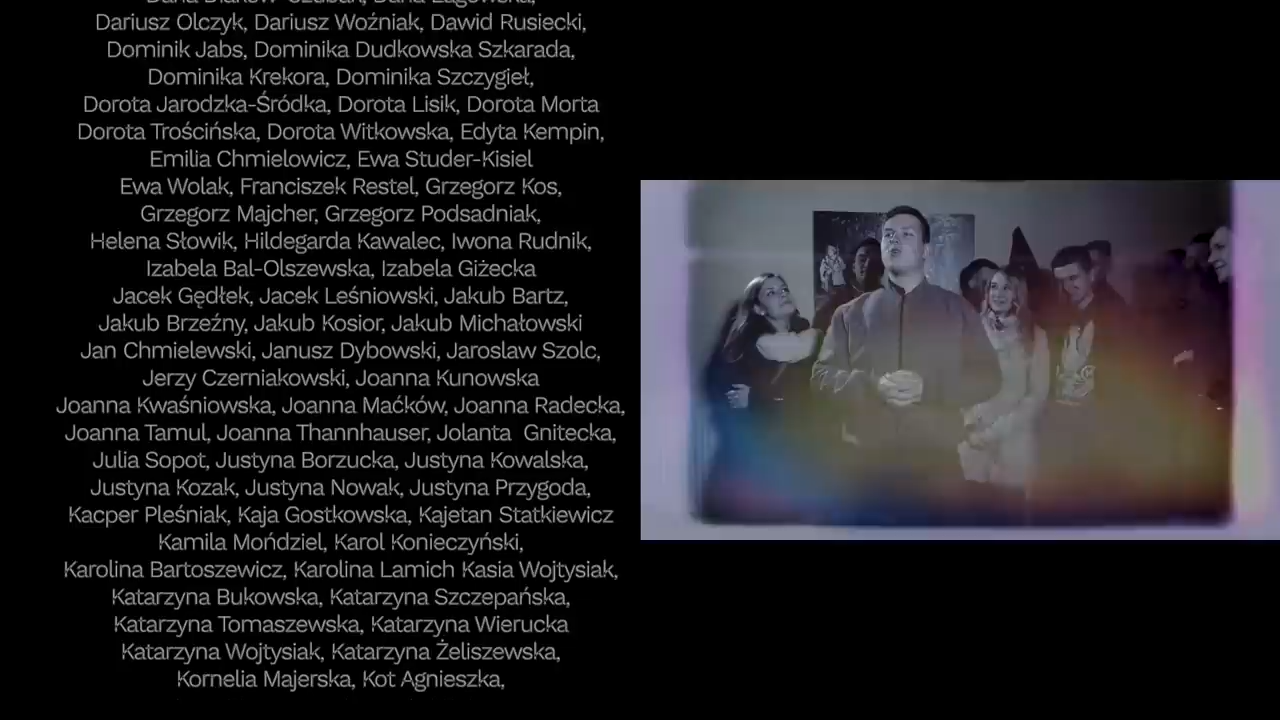 Dariusz Olczyk, Dariusz Woźniak, Dawid Rusiecki,
Dominik Jabs, Dominika Dudkowska Szkarada,
Dominika Krekora, Dominika Szczygieł,
Dorota Jarodzka-Śródka, Dorota Lisik, Dorota Morta
Dorota Trościńska, Dorota Witkowska, Edyta Kempin,
Emilia Chmielowicz, Ewa Studer-Kisiel
Ewa Wolak, Franciszek Restel, Grzegorz Kos,
Grzegorz Majcher, Grzegorz Podsadniak,
Helena Słowik, Hildegarda Kawalec, Iwona Rudnik,
Izabela Bal-Olszewska, Izabela Giżecka
Jacek Gędłek, Jacek Leśniowski, Jakub Bartz,
Jakub Brzeźny, Jakub Kosior, Jakub Michałowski
Jan Chmielewski, Janusz Dybowski, Jaroslaw Szolc,
Jerzy Czerniakowski, Joanna Kunowska
Joanna Kwaśniowska, Joanna Maćków, Joanna Radecka,
Joanna Tamul, Joanna Thannhauser, Jolanta Gnitecka,
Julia Sopot, Justyna Borzucka, Justyna Kowalska,
Justyna Kozak, Justyna Nowak, Justyna Przygoda,
Kacper Pleśniak, Kaja Gostkowska, Kajetan Statkiewicz
Kamila Mońdziel, Karol Konieczyński,
Karolina Bartoszewicz, Karolina Lamich Kasia Wojtysiak,
Katarzyna Bukowska, Katarzyna Szczepańska,
Katarzyna Tomaszewska, Katarzyna Wierucka
Katarzyna Wojtysiak, Katarzyna Żeliszewska,
Kornelia Majerska, Kot Agnieszka,